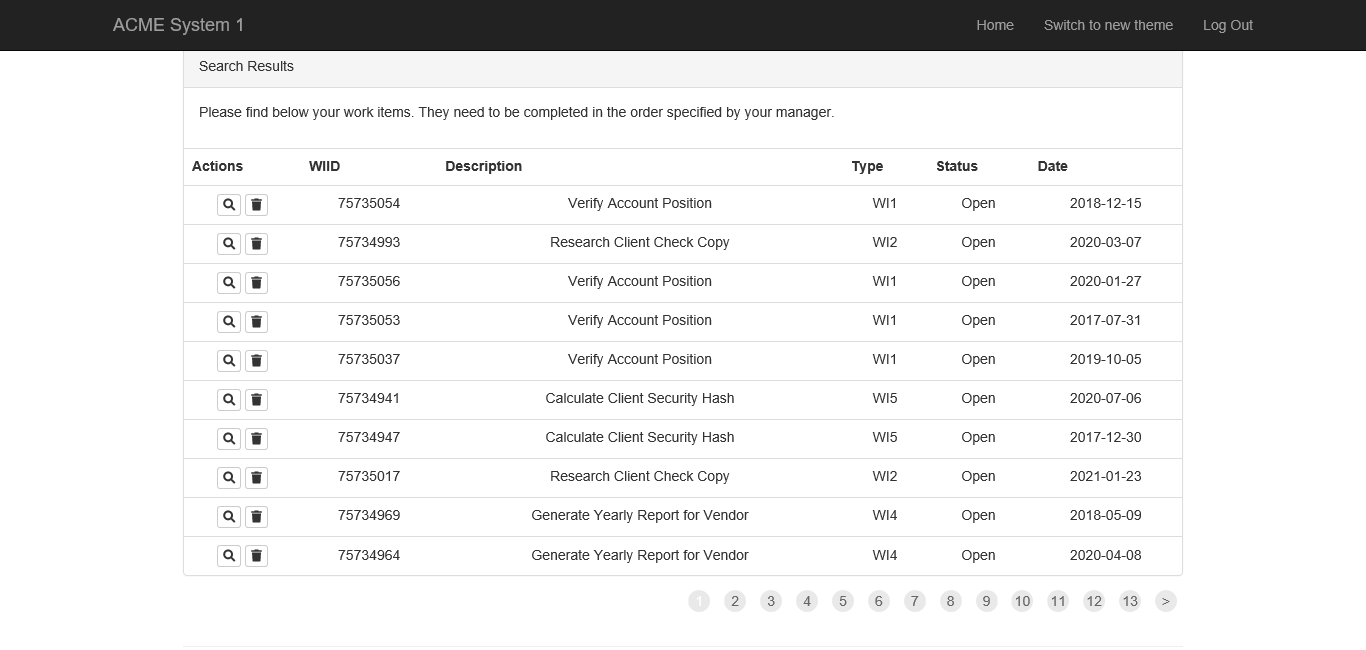 ACME System 1 Home Switch to new theme Log Out
Search Results
Please find below your work items. They need to be completed in the order specified by your manager.
Actions WIID Description Type Status Date
75735054 Verify Account Position WI1 Open 2018-12-15
75734993 Research Client Check Copy WI2 Open 2020-03-07
75735056 Verify Account Position WI1 Open 2020-01-27
75735053 Verify Account Position WI1 Open 2017-07-31
75735037 Verify Account Position WI1 Open 2019-10-05
75734941 Calculate Client Security Hash WI5 Open 2020-07-06
75734947 Calculate Client Security Hash WI5 Open 2017-12-30
75735017 Research Client Check Copy WI2 Open 2021-01-23
75734969 Generate Yearly Report for Vendor WI4 Open 2018-05-09
75734964 Generate Yearly Report for Vendor WI4 Open 2020-04-08
1 2 3 4 5 6 7 8 9 10 11 12 13 >